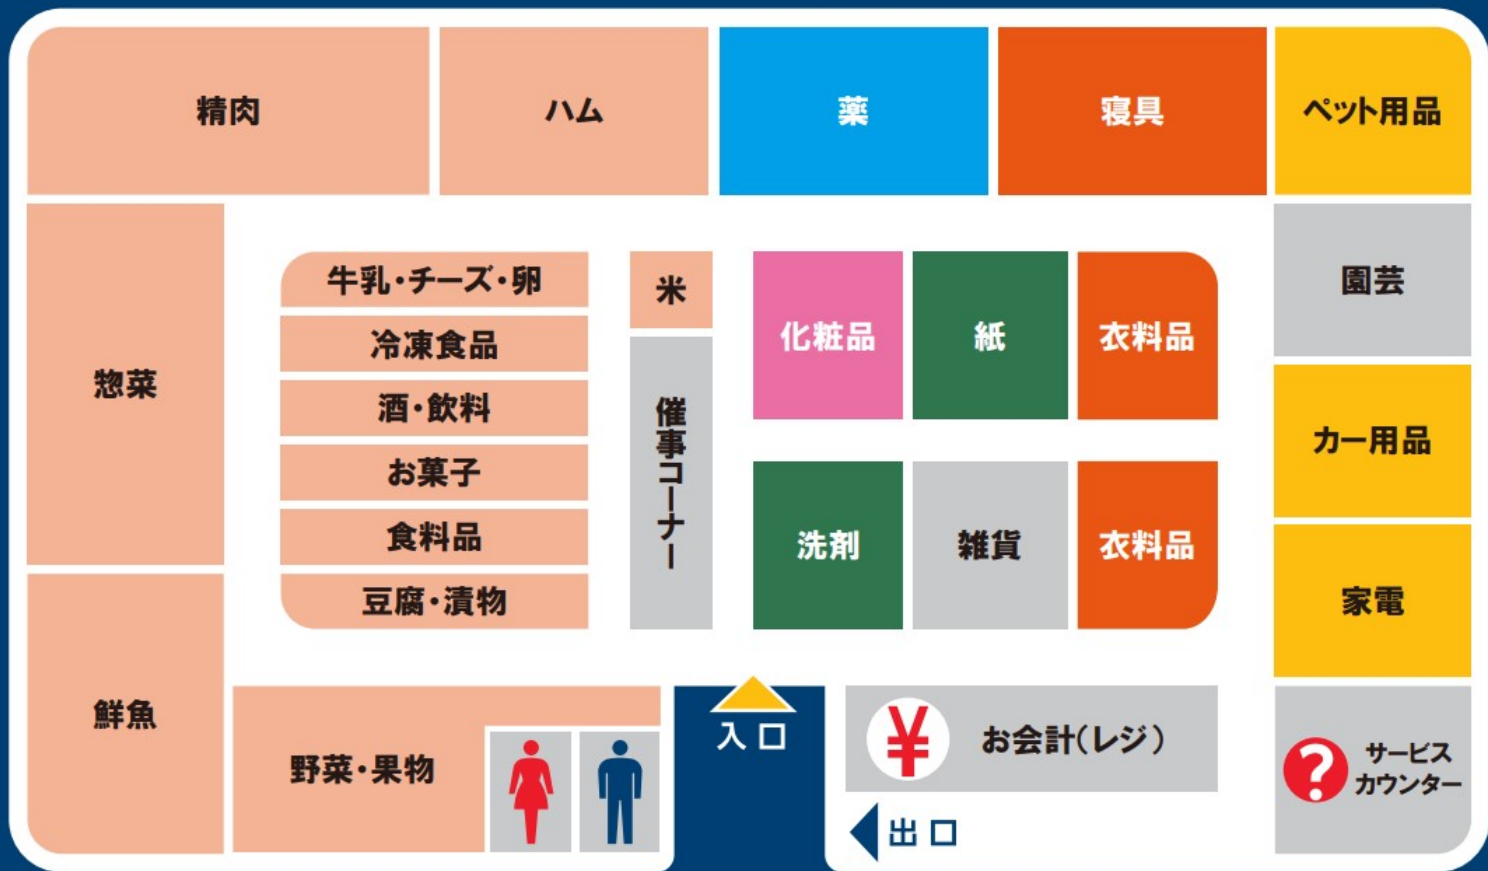 精肉
ハム
薬
寝具
ペット用品
惣菜
牛乳・チーズ・卵
冷凍食品
酒・飲料
お菓子
食料品
豆腐・漬物
米
催事コーナー
化粧品
紙
衣料品
洗剤
雑貨
衣料品
園芸
カー用品
家電
鮮魚
野菜・果物
入口
¥
お会計(レジ)
出口
?
サービス
カウンター